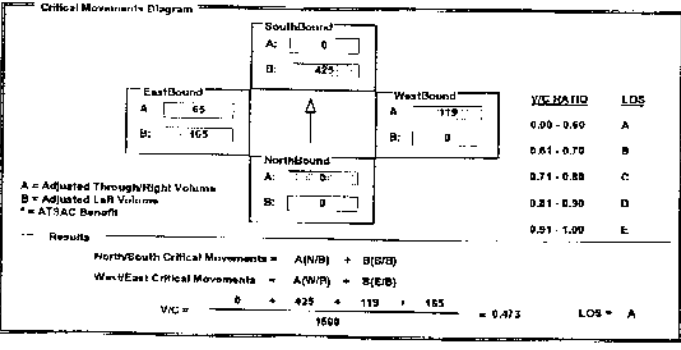 Critical Movements Diagram
SouthBound
A: 0
B: 425
EastBound
A 65
B: 165
WestBound
A 119
B: 0
NorthBound
A: 0
B: 0
V/C RATIO LOS
0.00 - 0.60 A
0.61 - 0.70 B
0.71 - 0.80 C
0.81 - 0.90 D
0.91 - 1.00 E
A = Adjusted Through/Right Volume
B = Adjusted Left Volume
* = ATSAC Benefit
Results
North/South Critical Movements = A(N/B) + B(S/B)
West/East Critical Movements = A(W/B) + B(E/B)
V/C = 0 + 425 + 119 + 165
1500
= 0.473 LOS = A